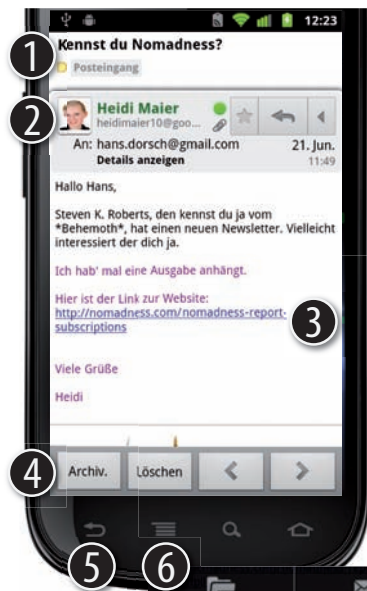 12:23
Kennst du Nomadness?
1
Posteingang
2
Heidi Maier
heidimaier10@goo...
An: hans.dorsch@gmail.com 21. Jun.
Details anzeigen 11:49
Hallo Hans,
Steven K. Roberts, den kennst du ja vom
*Behemoth*, hat einen neuen Newsletter. Vielleicht
interessiert der dich ja.
Ich hab' mal eine Ausgabe anhängt.
Hier ist der Link zur Website:
http://nomadness.com/nomadness-report-
subscriptions
3
Viele Grüße
Heidi
4
Archiv. Löschen
5 6